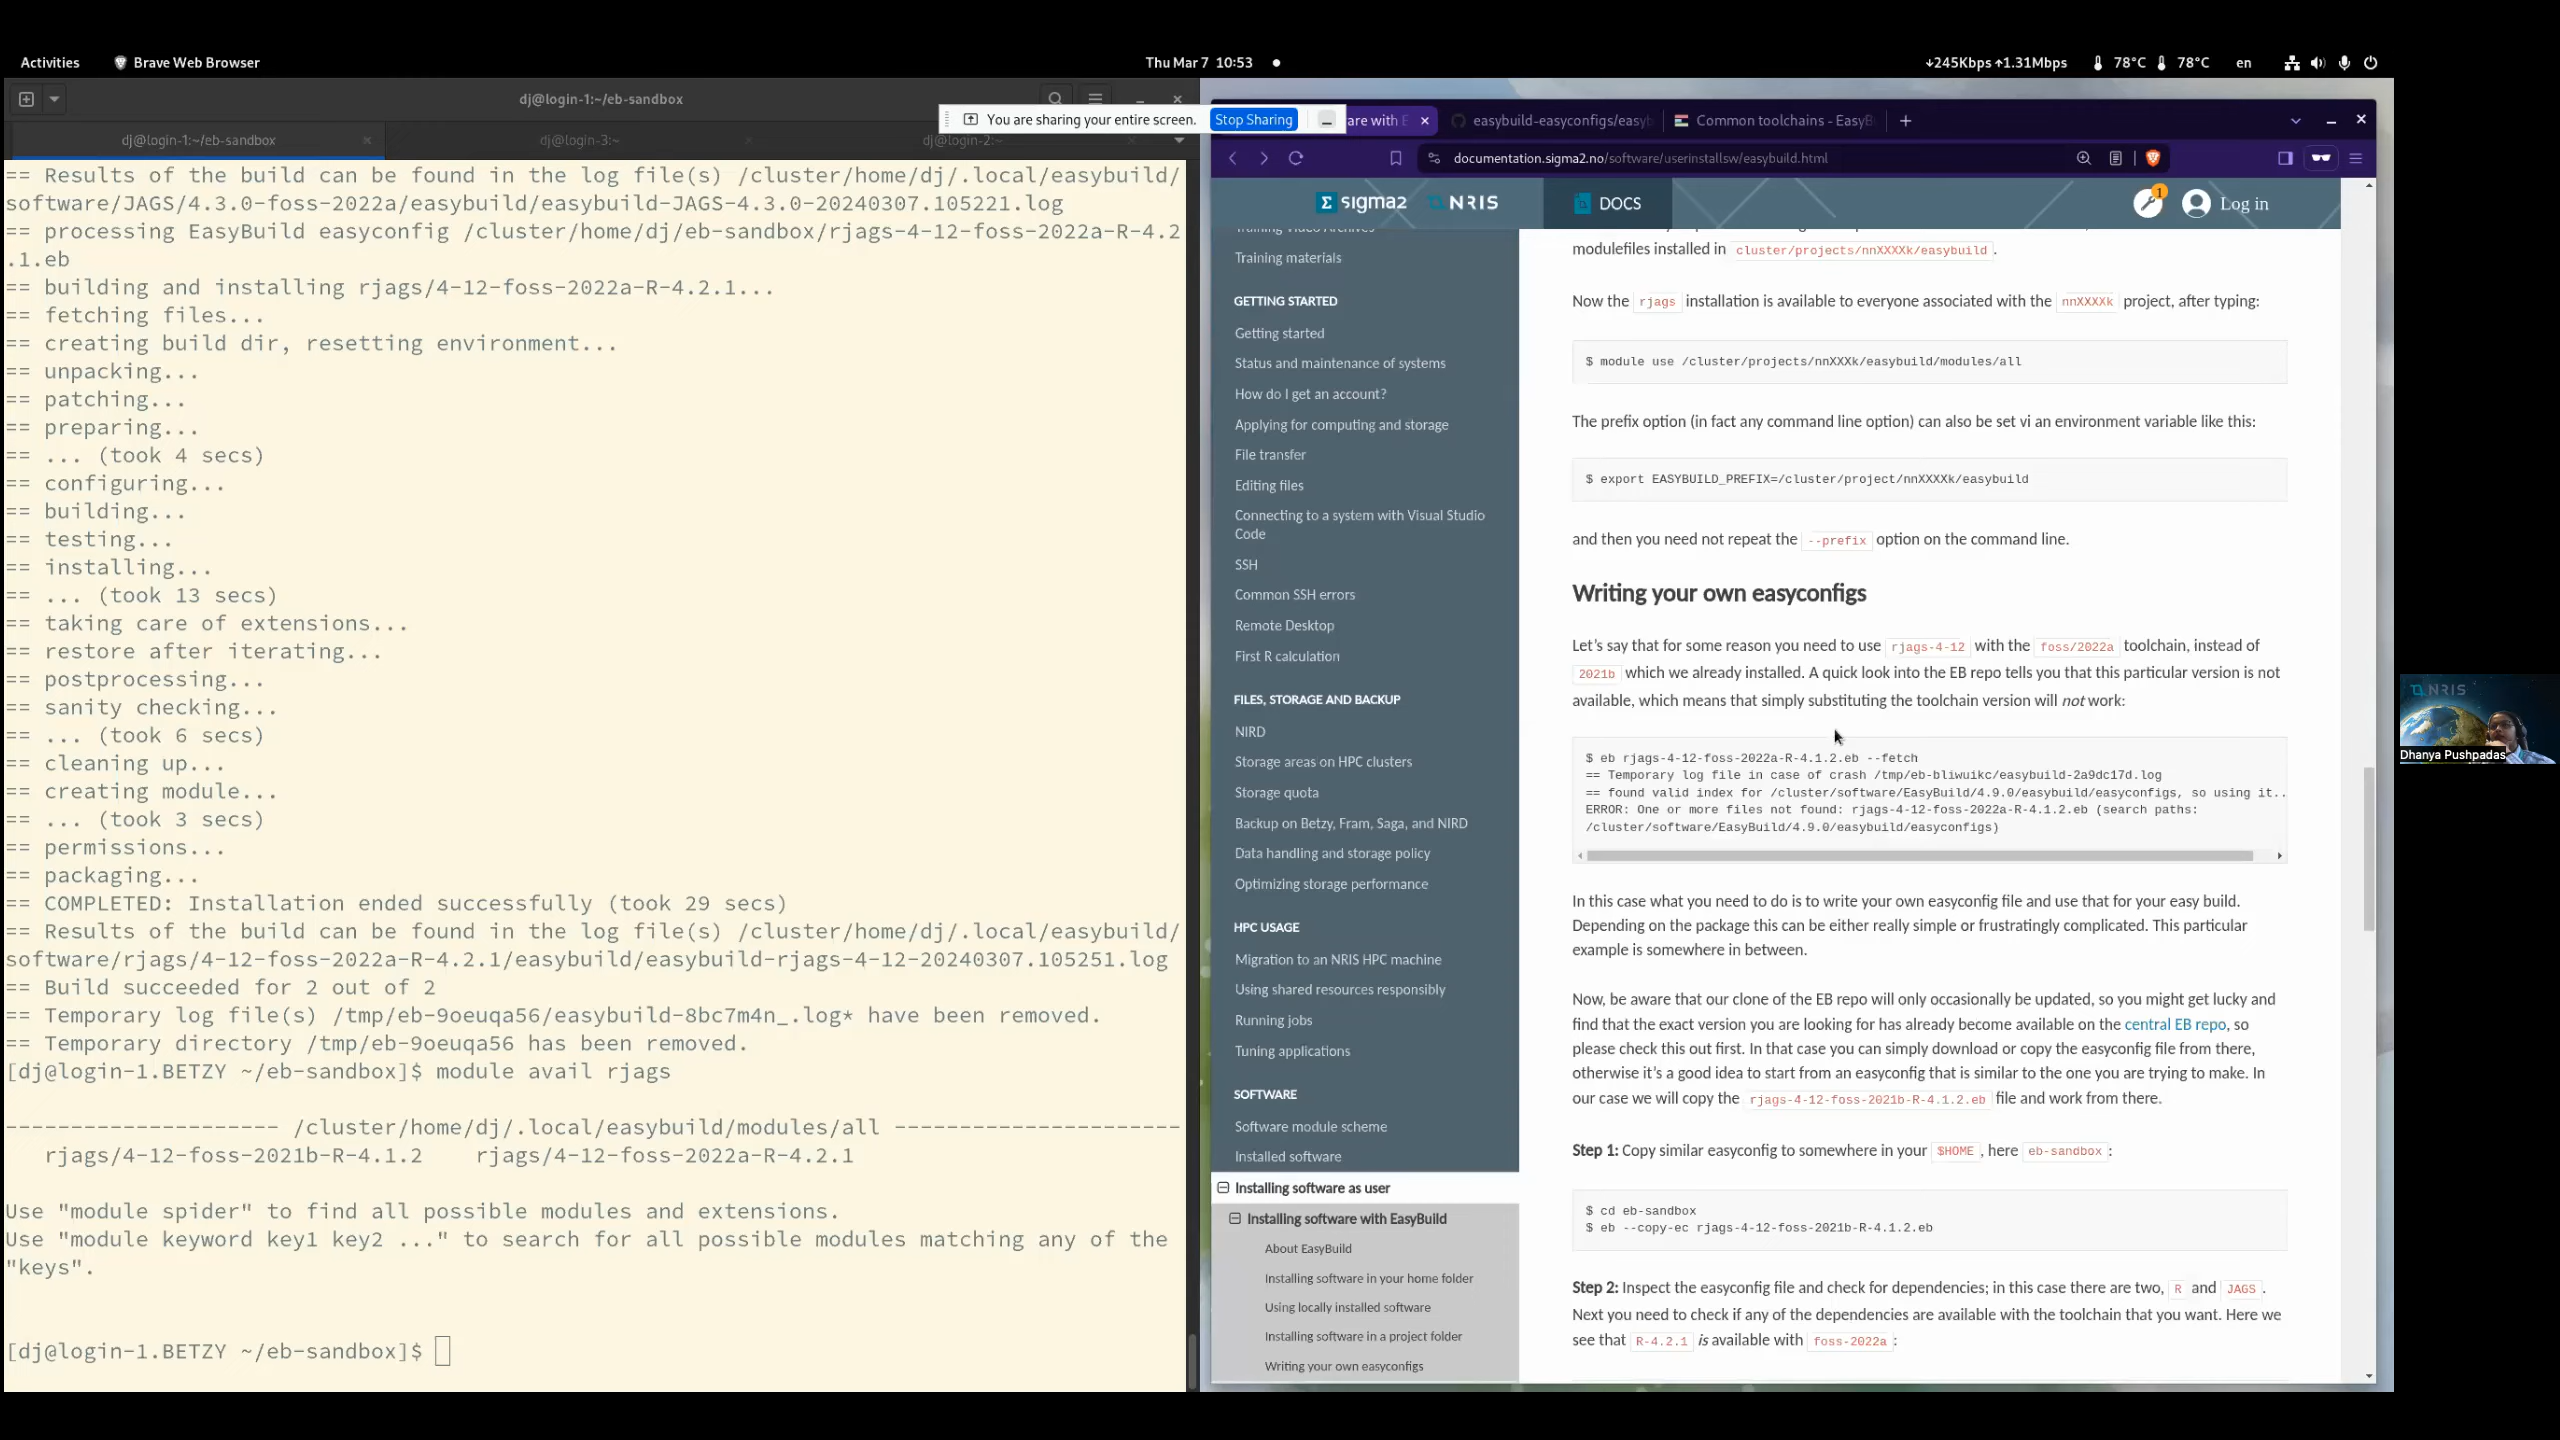 Activities
Brave Web Browser
Thu Mar 7 10:53
↓245Kbps ↑1.31Mbps
78°C
78°C
en
dj@login-1:~/eb-sandbox
dj@login-1:~/eb-sandbox
dj@login-3:~
dj@login-2:~
== Results of the build can be found in the log file(s) /cluster/home/dj/.local/easybuild/
software/JAGS/4.3.0-foss-2022a/easybuild/easybuild-JAGS-4.3.0-20240307.105221.log
== processing EasyBuild easyconfig /cluster/home/dj/eb-sandbox/rjags-4-12-foss-2022a-R-4.2
.1.eb
== building and installing rjags/4-12-foss-2022a-R-4.2.1...
== fetching files...
== creating build dir, resetting environment...
== unpacking...
== patching...
== preparing...
== ... (took 4 secs)
== configuring...
== building...
== testing...
== installing...
== ... (took 13 secs)
== taking care of extensions...
== restore after iterating...
== postprocessing...
== sanity checking...
== ... (took 6 secs)
== cleaning up...
== creating module...
== ... (took 3 secs)
== permissions...
== packaging...
== COMPLETED: Installation ended successfully (took 29 secs)
== Results of the build can be found in the log file(s) /cluster/home/dj/.local/easybuild/
software/rjags/4-12-foss-2022a-R-4.2.1/easybuild/easybuild-rjags-4-12-20240307.105251.log
== Build succeeded for 2 out of 2
== Temporary log file(s) /tmp/eb-9oeuqa56/easybuild-8bc7m4n_.log* have been removed.
== Temporary directory /tmp/eb-9oeuqa56 has been removed.
[dj@login-1.BETZY ~/eb-sandbox]$ module avail rjags
-------------------- /cluster/home/dj/.local/easybuild/modules/all ----------------------
rjags/4-12-foss-2021b-R-4.1.2    rjags/4-12-foss-2022a-R-4.2.1
Use "module spider" to find all possible modules and extensions.
Use "module keyword key1 key2 ..." to search for all possible modules matching any of the
"keys".
[dj@login-1.BETZY ~/eb-sandbox]$
You are sharing your entire screen.
Stop Sharing
are with E
easybuild-easyconfigs/easyb
Common toolchains - EasyB
documentation.sigma2.no/software/userinstallsw/easybuild.html
sigma2 NRIS
DOCS
1
Log in
Training Video Archives
Training materials
GETTING STARTED
Getting started
Status and maintenance of systems
How do I get an account?
Applying for computing and storage
File transfer
Editing files
Connecting to a system with Visual Studio
Code
SSH
Common SSH errors
Remote Desktop
First R calculation
FILES, STORAGE AND BACKUP
NIRD
Storage areas on HPC clusters
Storage quota
Backup on Betzy, Fram, Saga, and NIRD
Data handling and storage policy
Optimizing storage performance
HPC USAGE
Migration to an NRIS HPC machine
Using shared resources responsibly
Running jobs
Tuning applications
SOFTWARE
Software module scheme
Installed software
Installing software as user
Installing software with EasyBuild
About EasyBuild
Installing software in your home folder
Using locally installed software
Installing software in a project folder
Writing your own easyconfigs
modulefiles installed in cluster/projects/nnXXXXk/easybuild.
Now the rjags installation is available to everyone associated with the nnXXXXk project, after typing:
$ module use /cluster/projects/nnXXXk/easybuild/modules/all
The prefix option (in fact any command line option) can also be set vi an environment variable like this:
$ export EASYBUILD_PREFIX=/cluster/project/nnXXXXk/easybuild
and then you need not repeat the --prefix option on the command line.
Writing your own easyconfigs
Let's say that for some reason you need to use rjags-4-12 with the foss/2022a toolchain, instead of
2021b which we already installed. A quick look into the EB repo tells you that this particular version is not
available, which means that simply substituting the toolchain version will not work:
$ eb rjags-4-12-foss-2022a-R-4.1.2.eb --fetch
== Temporary log file in case of crash /tmp/eb-bliwuikc/easybuild-2a9dc17d.log
== found valid index for /cluster/software/EasyBuild/4.9.0/easybuild/easyconfigs, so using it..
ERROR: One or more files not found: rjags-4-12-foss-2022a-R-4.1.2.eb (search paths:
/cluster/software/EasyBuild/4.9.0/easybuild/easyconfigs)
In this case what you need to do is to write your own easyconfig file and use that for your easy build.
Depending on the package this can be either really simple or frustratingly complicated. This particular
example is somewhere in between.
Now, be aware that our clone of the EB repo will only occasionally be updated, so you might get lucky and
find that the exact version you are looking for has already become available on the central EB repo, so
please check this out first. In that case you can simply download or copy the easyconfig file from there,
otherwise it's a good idea to start from an easyconfig that is similar to the one you are trying to make. In
our case we will copy the rjags-4-12-foss-2021b-R-4.1.2.eb file and work from there.
Step 1: Copy similar easyconfig to somewhere in your $HOME, here eb-sandbox:
$ cd eb-sandbox
$ eb --copy-ec rjags-4-12-foss-2021b-R-4.1.2.eb
Step 2: Inspect the easyconfig file and check for dependencies; in this case there are two, R and JAGS.
Next you need to check if any of the dependencies are available with the toolchain that you want. Here we
see that R-4.2.1 is available with foss-2022a:
NRIS
Dhanya Pushpadas